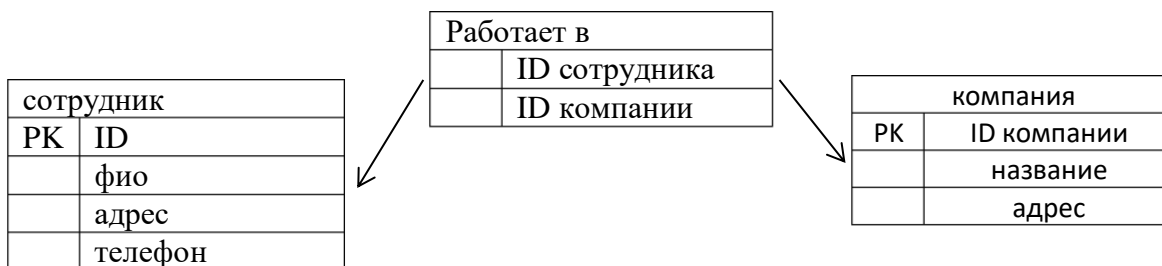 Работает в
ID сотрудника
ID компании
сотрудник
PK ID
фио
адрес
телефон
компания
PK ID компании
название
адрес